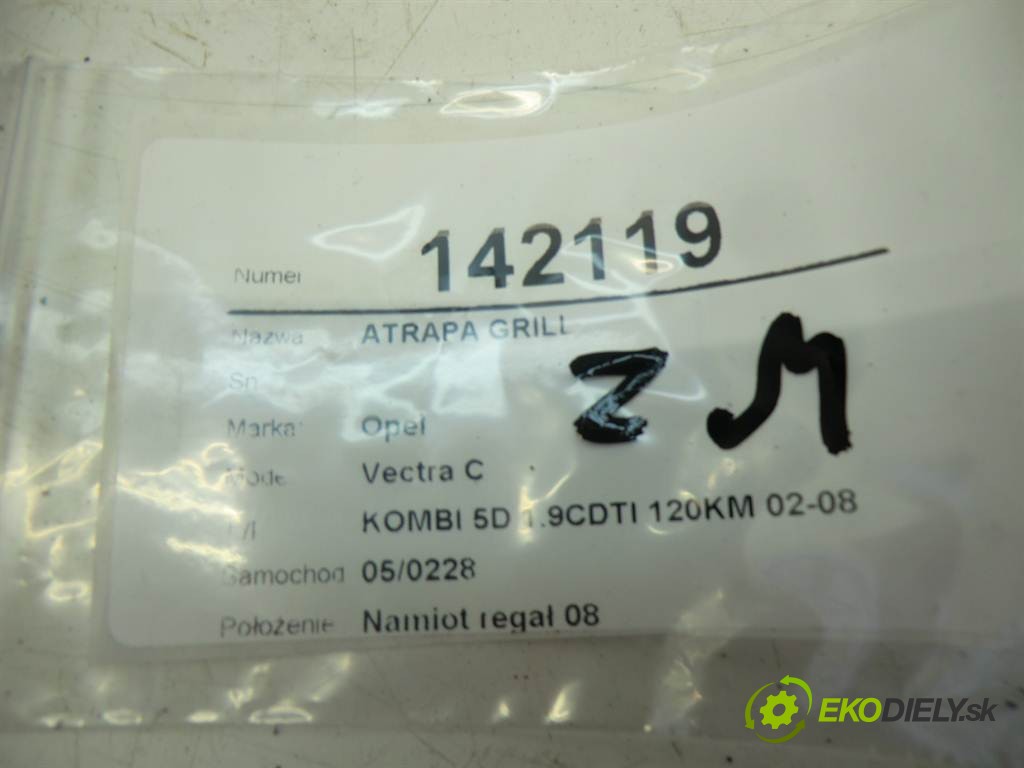 Numer 142119
Nazwa ATRAPA GRILL
Sn
Marka: Opel
Model Vectra C
KOMBI 5D 1.9CDTI 120KM 02-08
Samochod 05/0228
Położenie Namiot regał 08
Z M
EKODIELY.sk